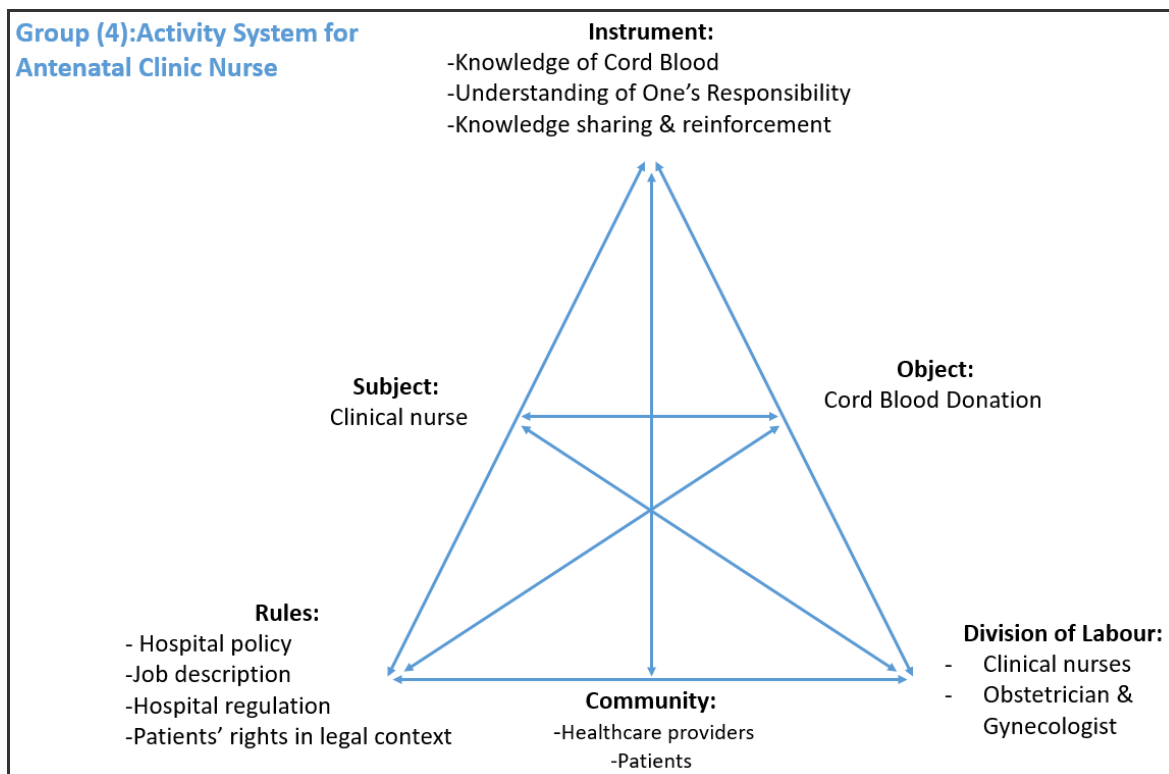 Group (4):Activity System for
Antenatal Clinic Nurse
Instrument:
-Knowledge of Cord Blood
-Understanding of One’s Responsibility
-Knowledge sharing & reinforcement
Subject:
Clinical nurse
Object:
Cord Blood Donation
Rules:
- Hospital policy
-Job description
-Hospital regulation
-Patients’ rights in legal context
Community:
-Healthcare providers
-Patients
Division of Labour:
- Clinical nurses
- Obstetrician &
Gynecologist